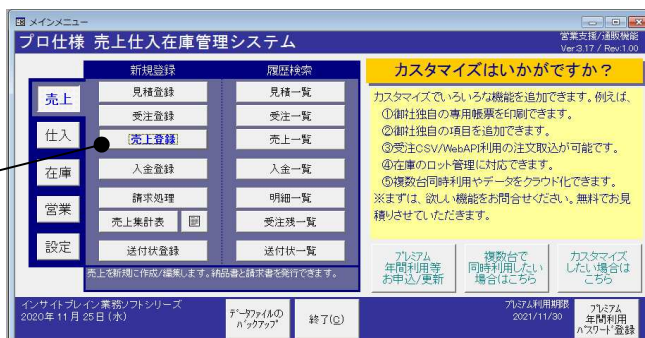 メインメニュー
プロ仕様 売上仕入在庫管理システム
営業支援/通販機能
Ver3.17 / Rev:1.00
新規登録
履歴検索
売上
仕入
在庫
営業
設定
見積登録
見積一覧
受注登録
受注一覧
売上登録
売上一覧
入金登録
入金一覧
請求処理
明細一覧
売上集計表
受注残一覧
送付状登録
送付状一覧
売上を新規に作成/編集します。納品書と請求書を発行できます。
カスタマイズはいかがですか?
カスタマイズでいろいろな機能を追加できます。例えば、
①御社独自の専用帳票を印刷できます。
②御社独自の項目を追加できます。
③受注CSV/WebAPI利用の注文取込が可能です。
④在庫のロット管理に対応できます。
⑤複数台同時利用やデータをクラウド化できます。
※まずは、欲しい機能をお問合せください。無料でお見
積りさせていただきます。
プレミアム
年間利用等
お申込/更新
複数台で
同時利用したい
場合はこちら
カスタマイズ
したい場合は
こちら
インサイトブレイン業務ソフトシリーズ
2020年11月25日(水)
データファイルの
バックアップ
終了(C)
プレミアム利用期限
2021/11/30
プレミアム
年間利用
パスワード登録